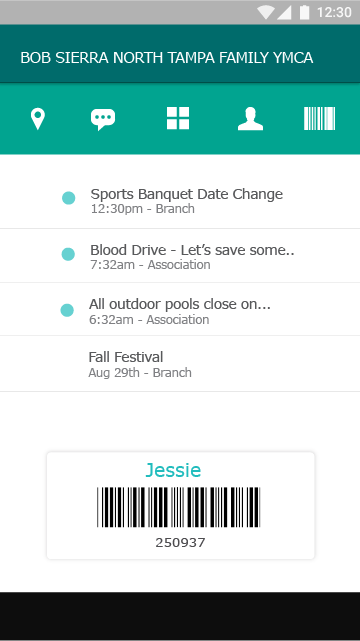 12:30
BOB SIERRA NORTH TAMPA FAMILY YMCA
Sports Banquet Date Change
12:30pm - Branch
Blood Drive - Let’s save some..
7:32am - Association
All outdoor pools close on...
6:32am - Association
Fall Festival
Aug 29th - Branch
Jessie
250937